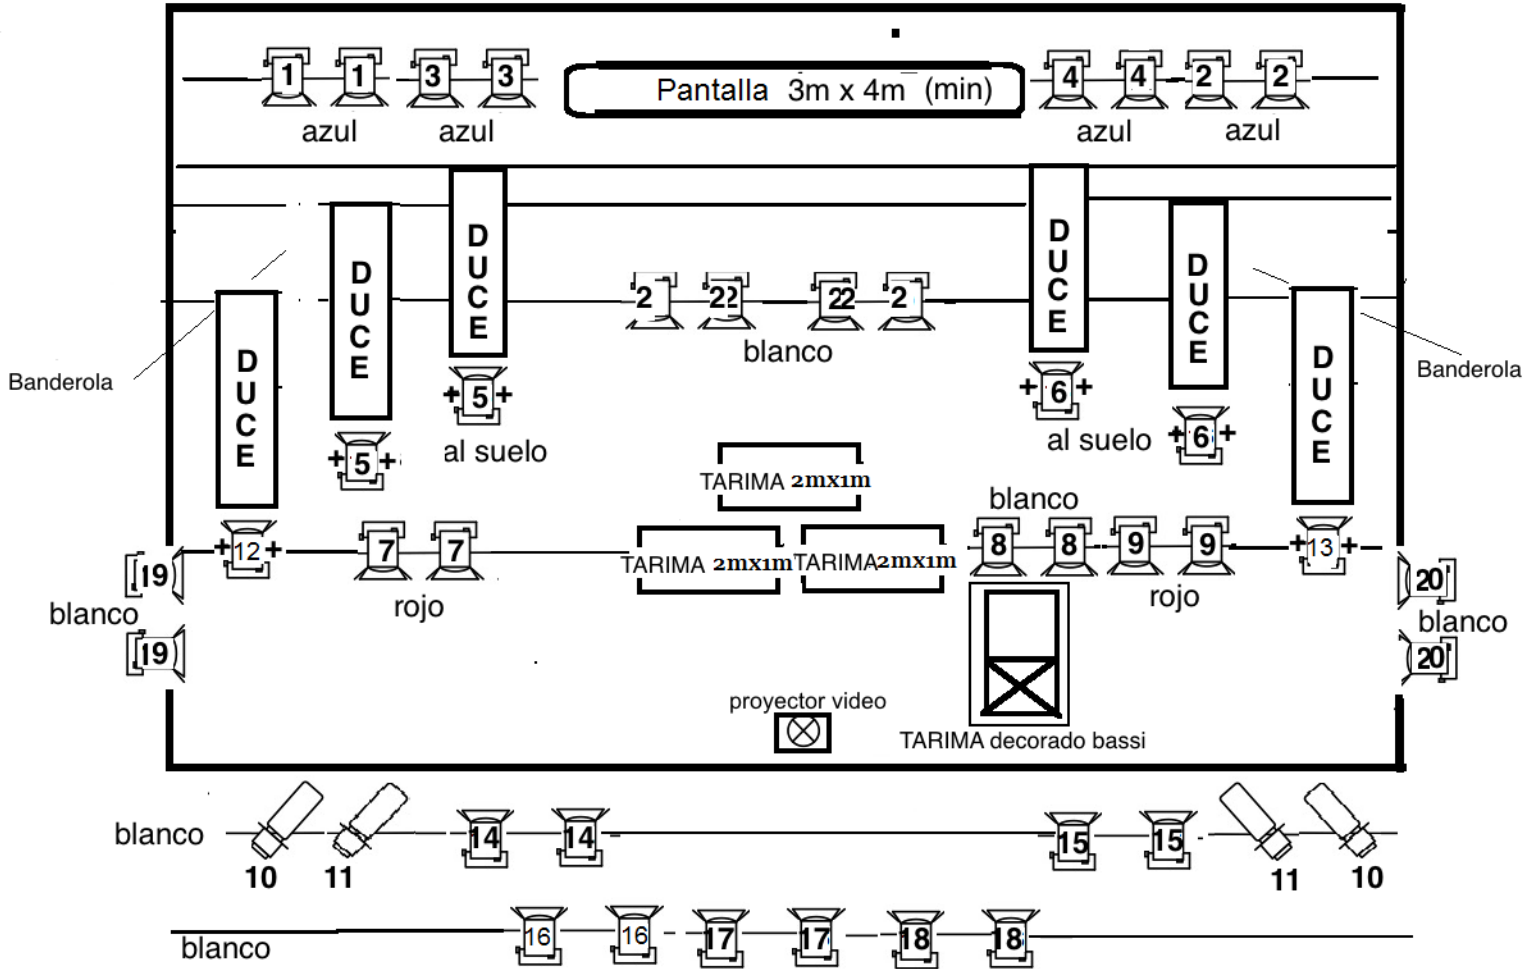 1 1 3 3 Pantalla 3m x 4m (min) 4 4 2 2
azul azul azul azul
DUCE DUCE DUCE DUCE DUCE DUCE
2 22 22 2
blanco
Banderola Banderola
5 6
al suelo al suelo
5 6
TARIMA 2mx1m
blanco
12 7 7 8 8 9 9 13
TARIMA 2mx1m TARIMA 2mx1m
19 20
rojo rojo
blanco blanco
19 20
proyector video
TARIMA decorado bassi
blanco 14 14 15 15
10 11 11 10
16 16 17 17 18 18
blanco